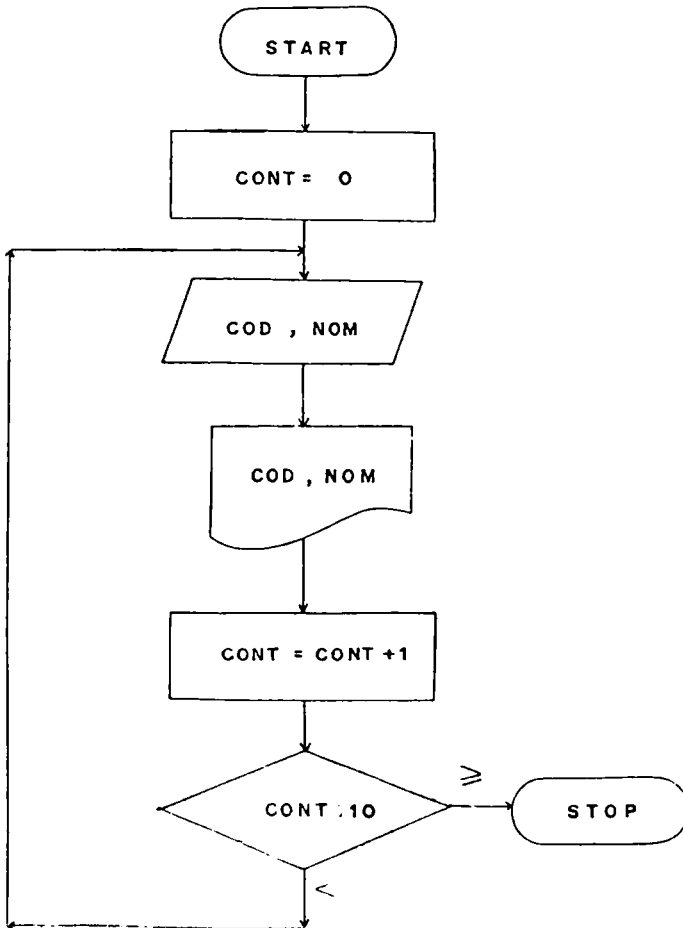 START
CONT = 0
COD , NOM
COD , NOM
CONT = CONT +1
CONT :10
≥
STOP
<